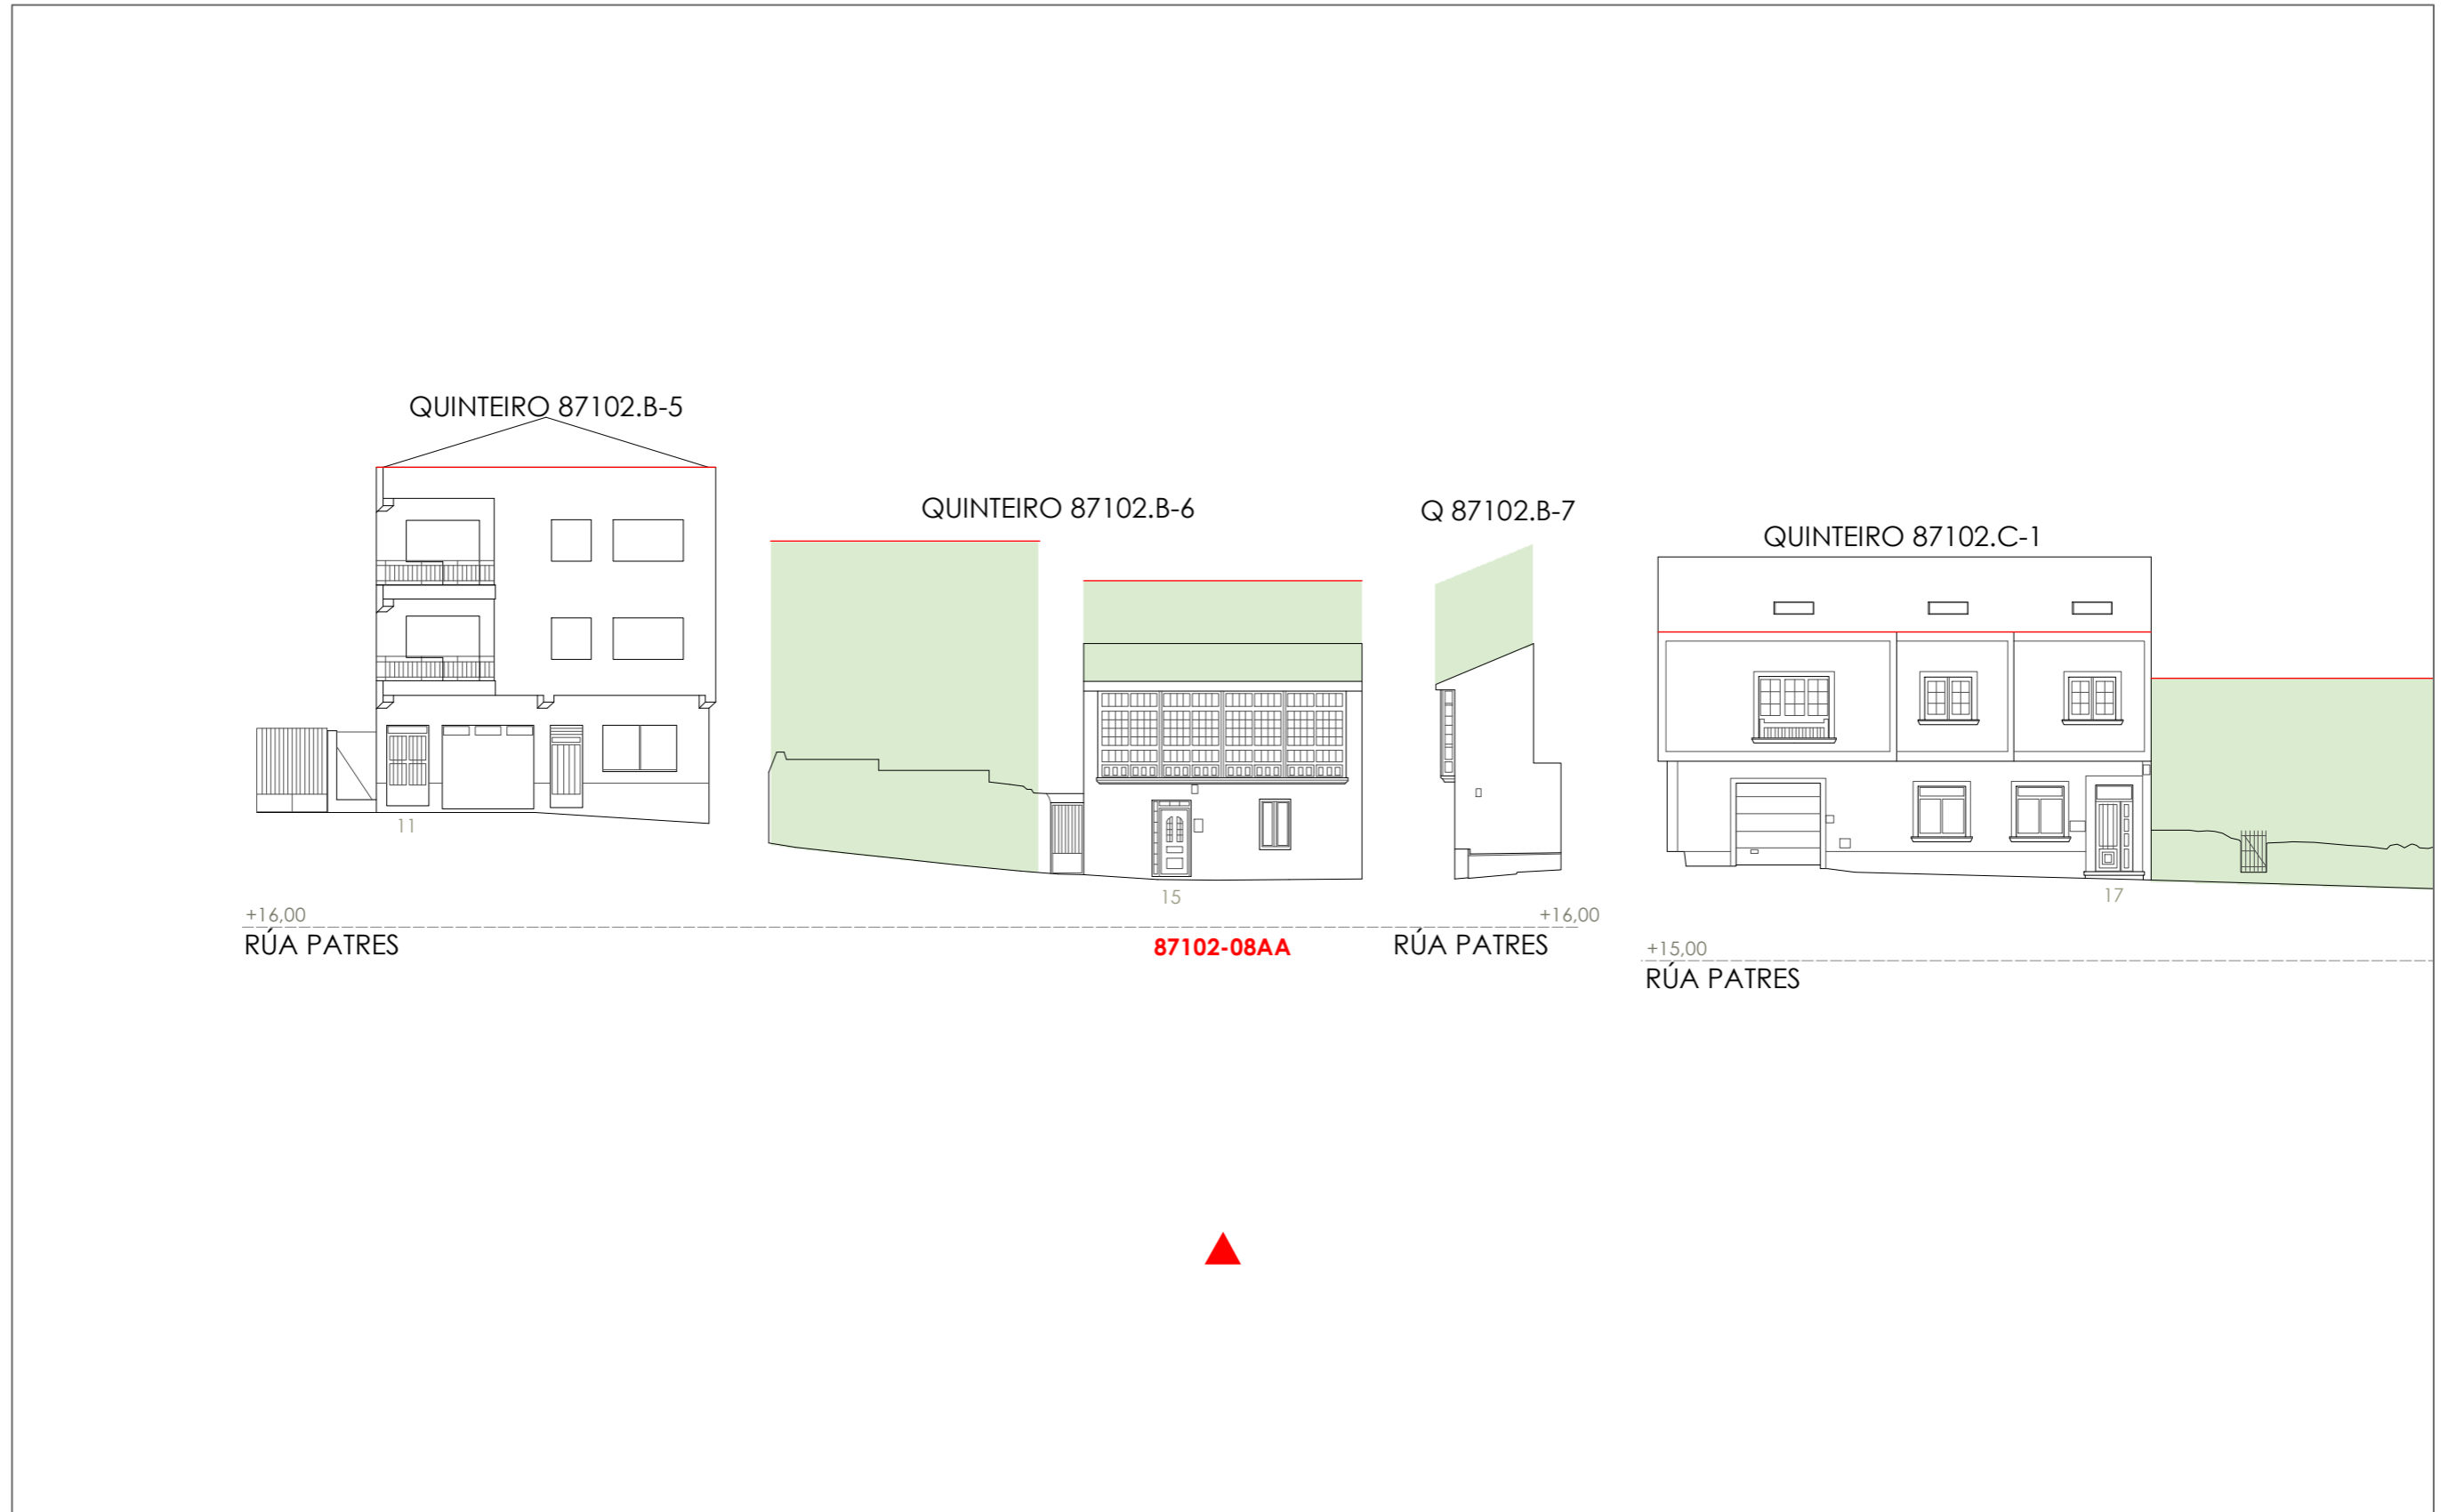 QUINTEIRO 87102.B-5
QUINTEIRO 87102.B-6
Q 87102.B-7
QUINTEIRO 87102.C-1
11
15
17
+16,00
+16,00
RÚA PATRES
87102-08AA
RÚA PATRES
+15,00
RÚA PATRES